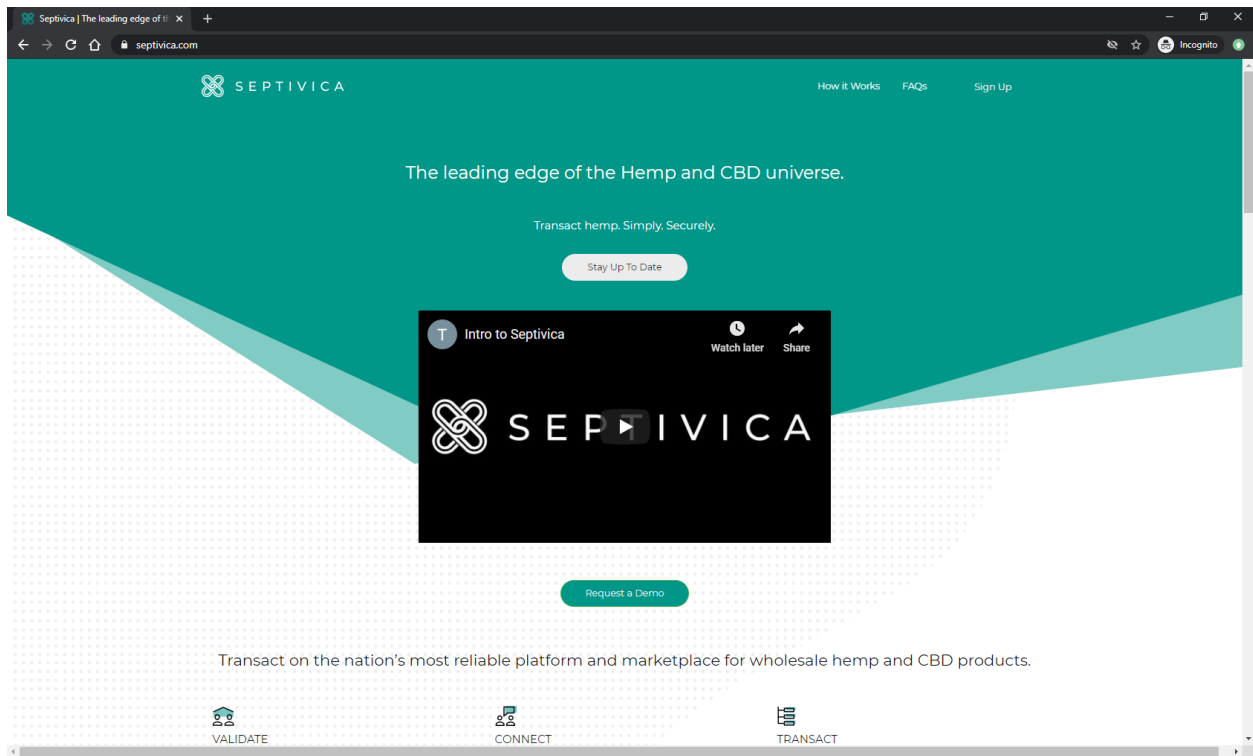 Septivica | The leading edge of t
septivica.com
Incognito
SEPTIVICA
How it Works
FAQs
Sign Up
The leading edge of the Hemp and CBD universe.
Transact hemp. Simply. Securely.
Stay Up To Date
T
Intro to Septivica
Watch later
Share
SEPTIVICA
Request a Demo
Transact on the nation's most reliable platform and marketplace for wholesale hemp and CBD products.
VALIDATE
CONNECT
TRANSACT